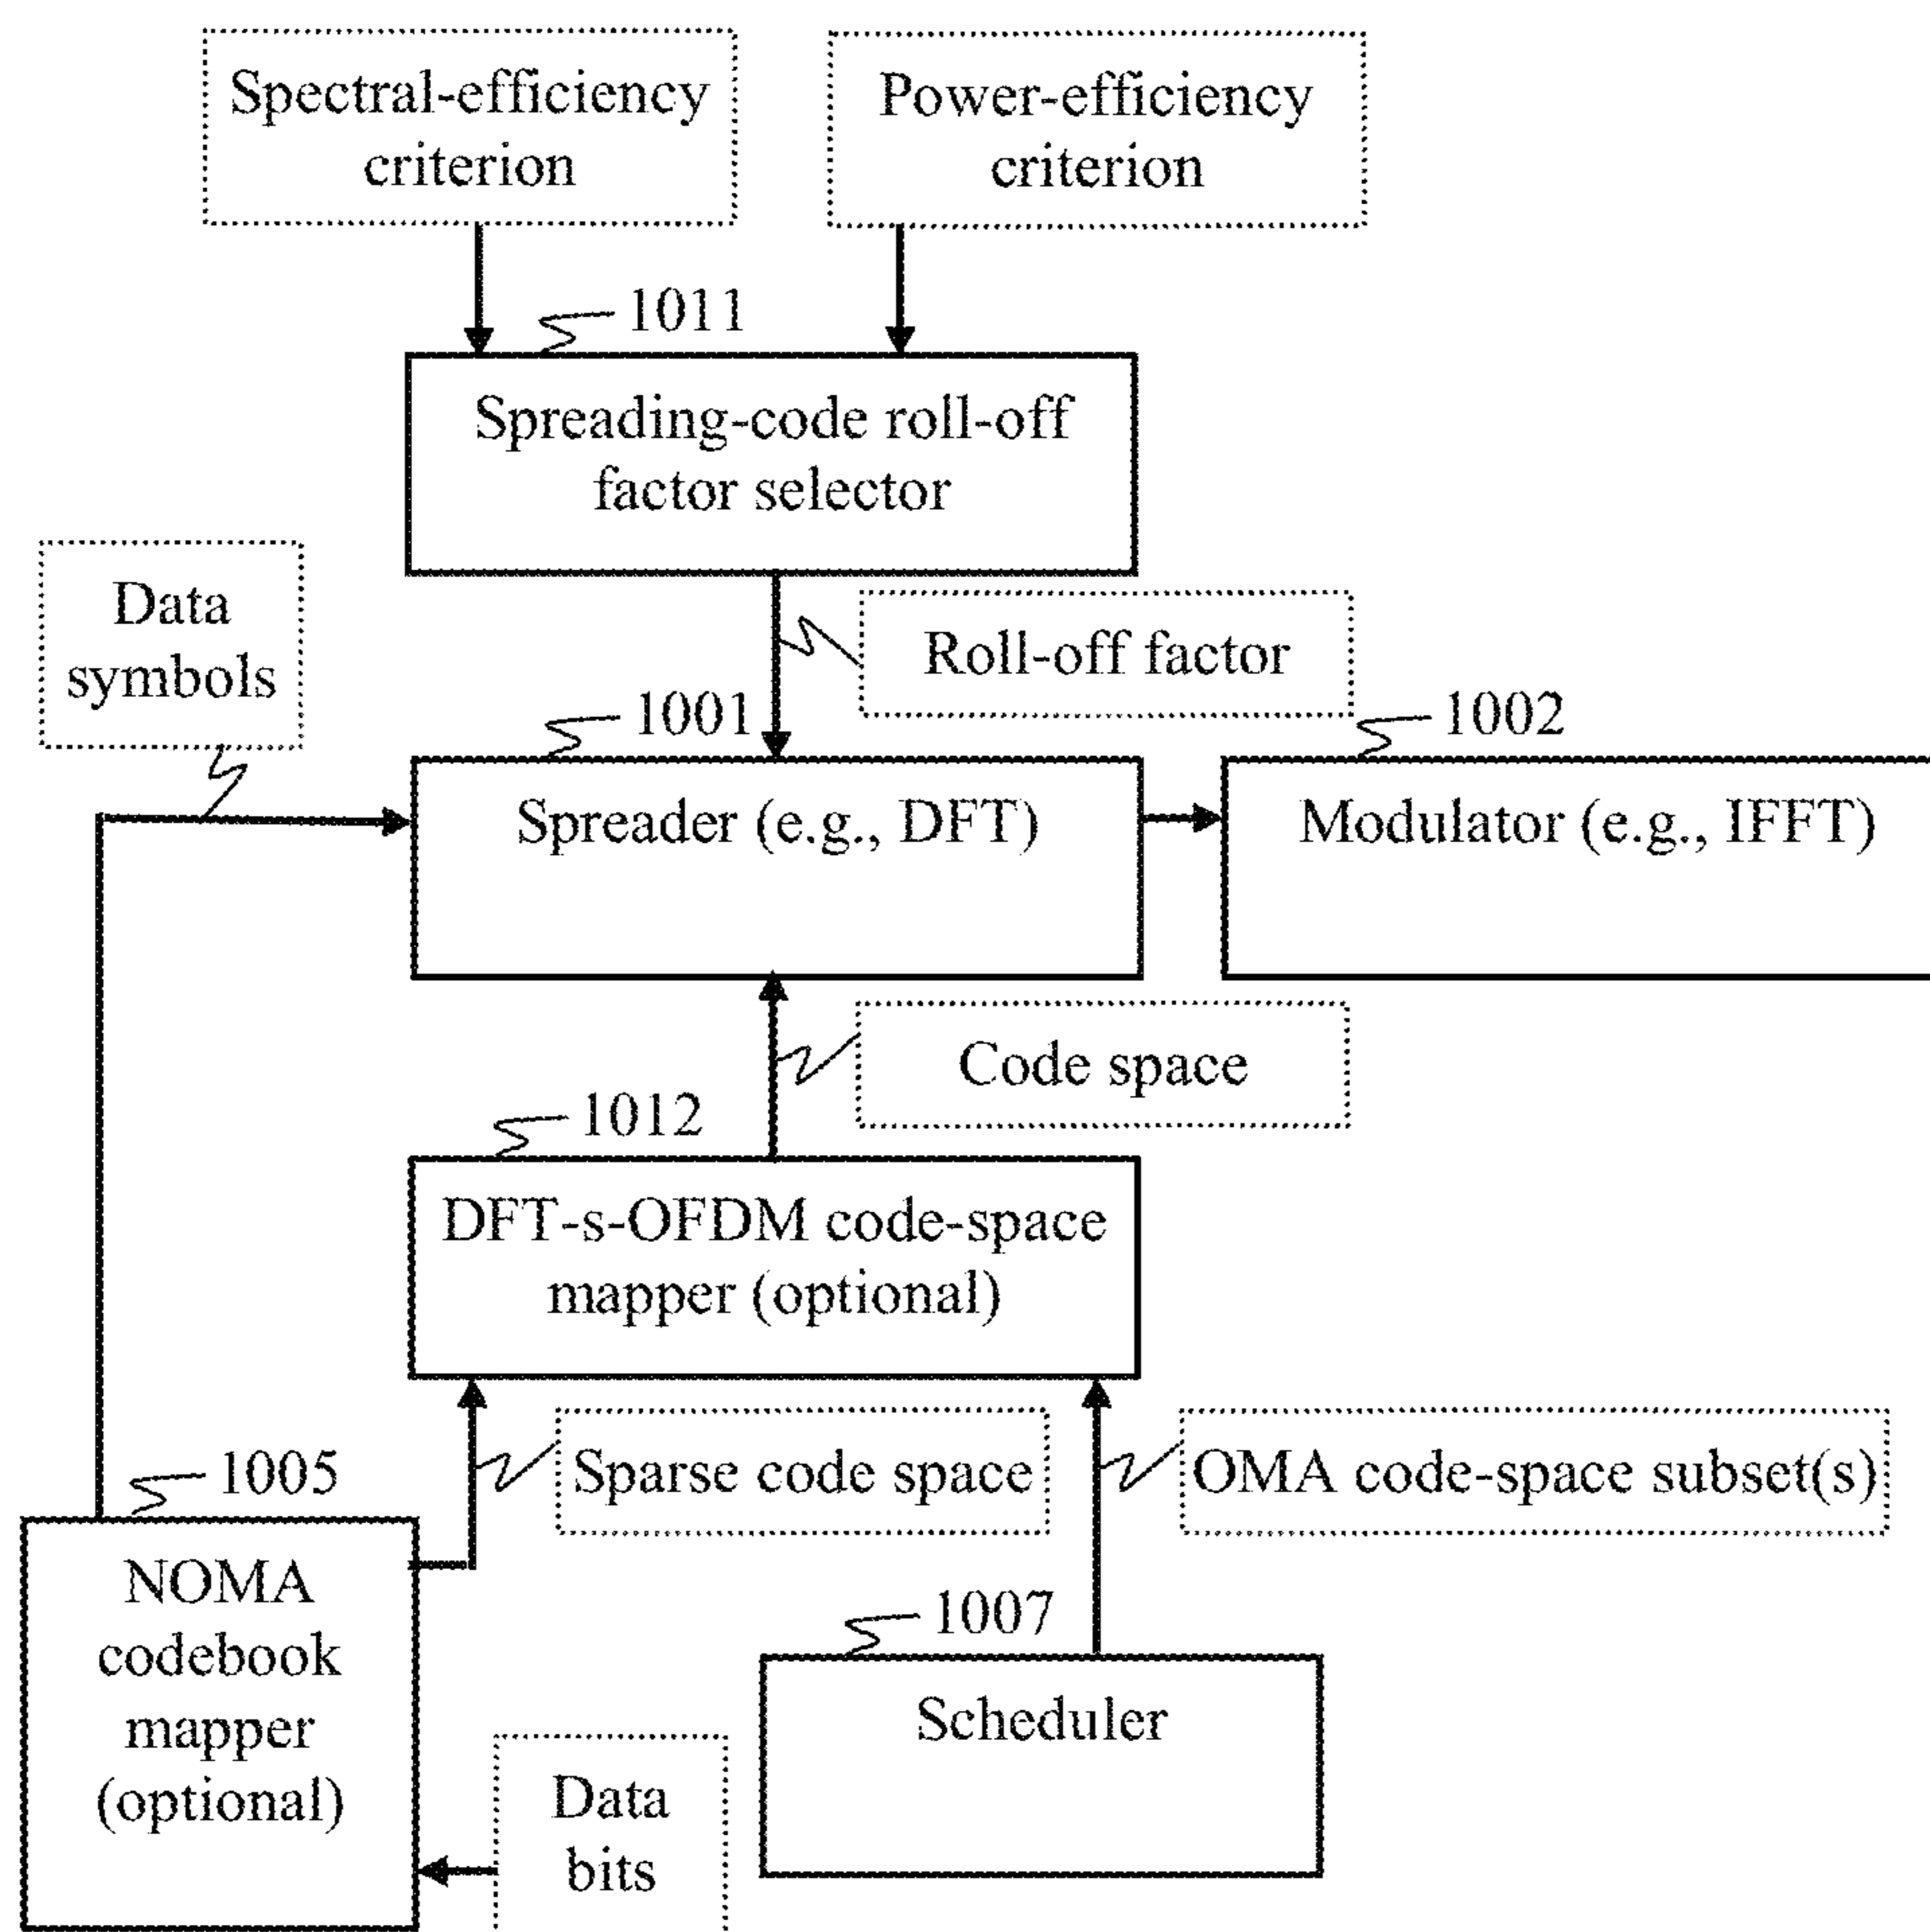 Spectral-efficiency
criterion
Power-efficiency
criterion
1011
Spreading-code roll-off
factor selector
Data
symbols
Roll-off factor
1001
1002
Spreader (e.g., DFT)
Modulator (e.g., IFFT)
Code space
1012
DFT-s-OFDM code-space
mapper (optional)
1005
Sparse code space
OMA code-space subset(s)
NOMA
codebook
mapper
(optional)
1007
Scheduler
Data
bits